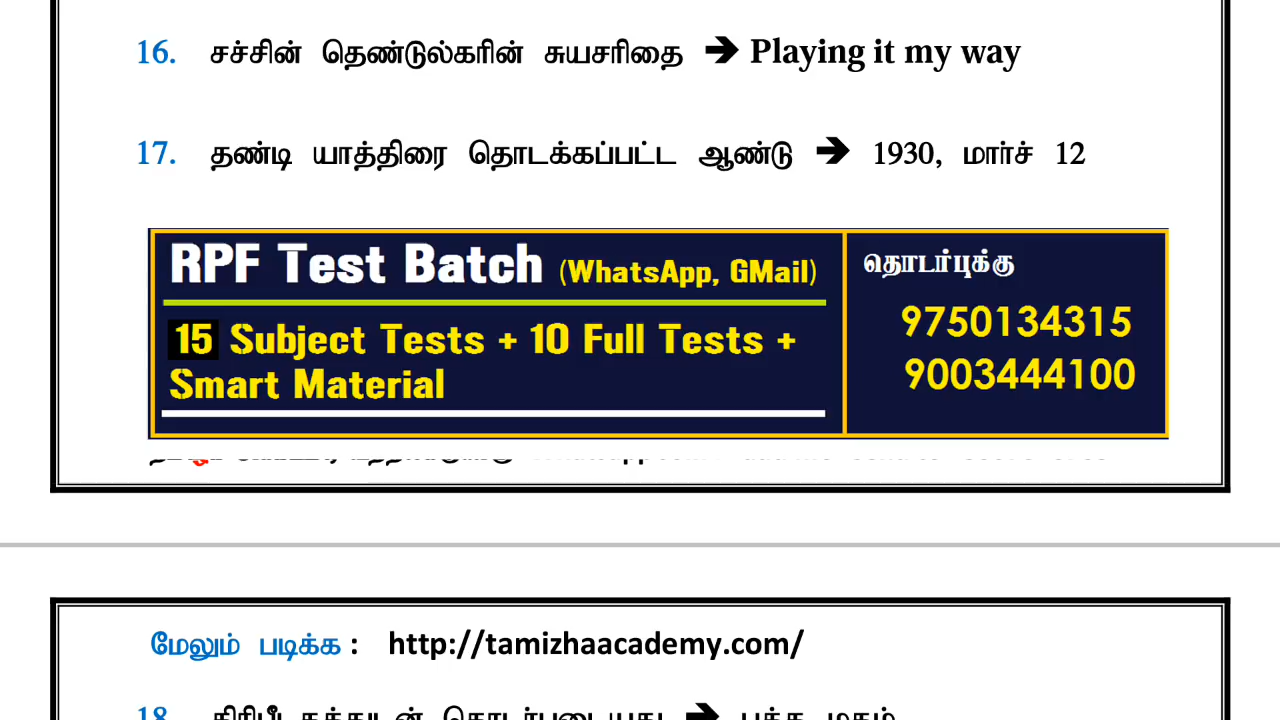 16. சச்சின் தெண்டுல்கரின் சுயசரிதை ➔ Playing it my way
17. தண்டி யாத்திரை தொடக்கப்பட்ட ஆண்டு ➔ 1930, மார்ச் 12
RPF Test Batch (WhatsApp, GMail)
15 Subject Tests + 10 Full Tests +
Smart Material
தொடர்புக்கு
9750134315
9003444100
மேலும் படிக்க : http://tamizhaacademy.com/
18.